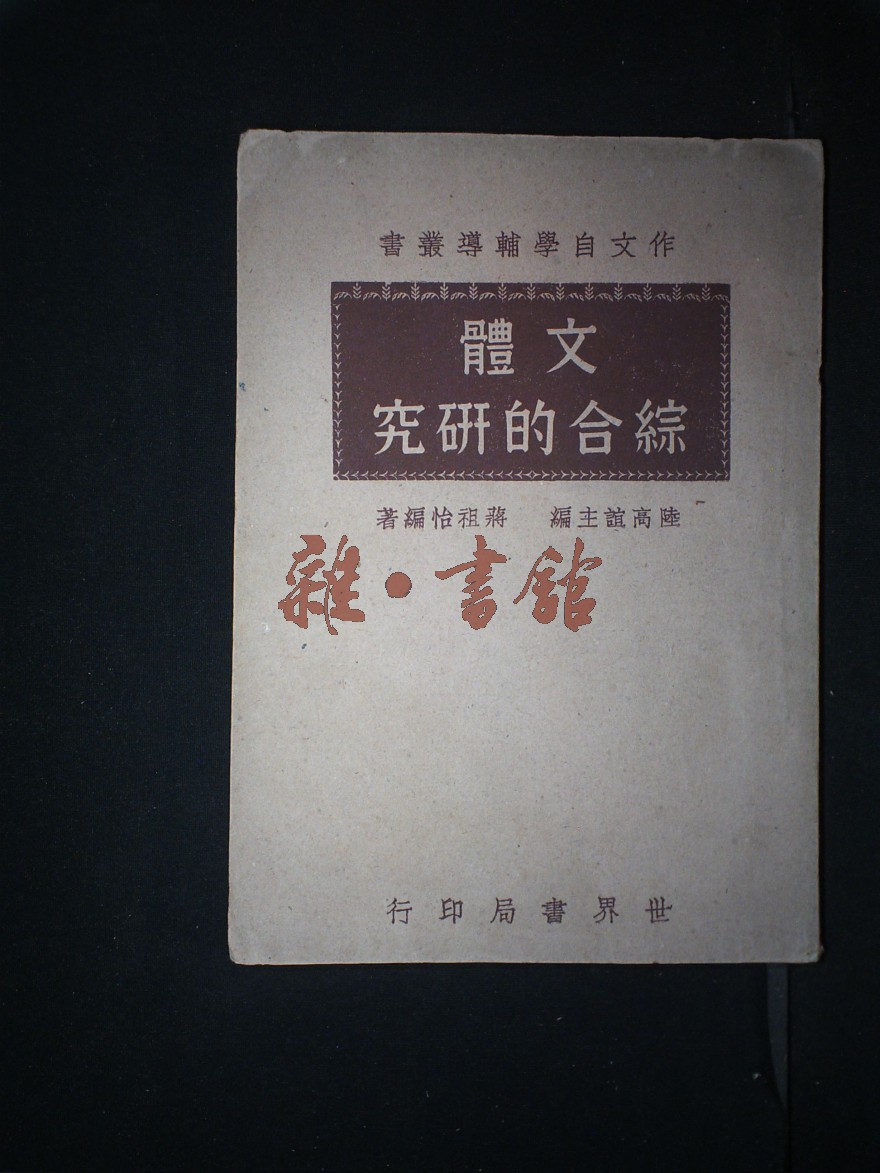 作文自學輔導叢書
文體
綜合的研究
陸高誼主編　蔣祖怡編著
雜·書館
世界書局印行